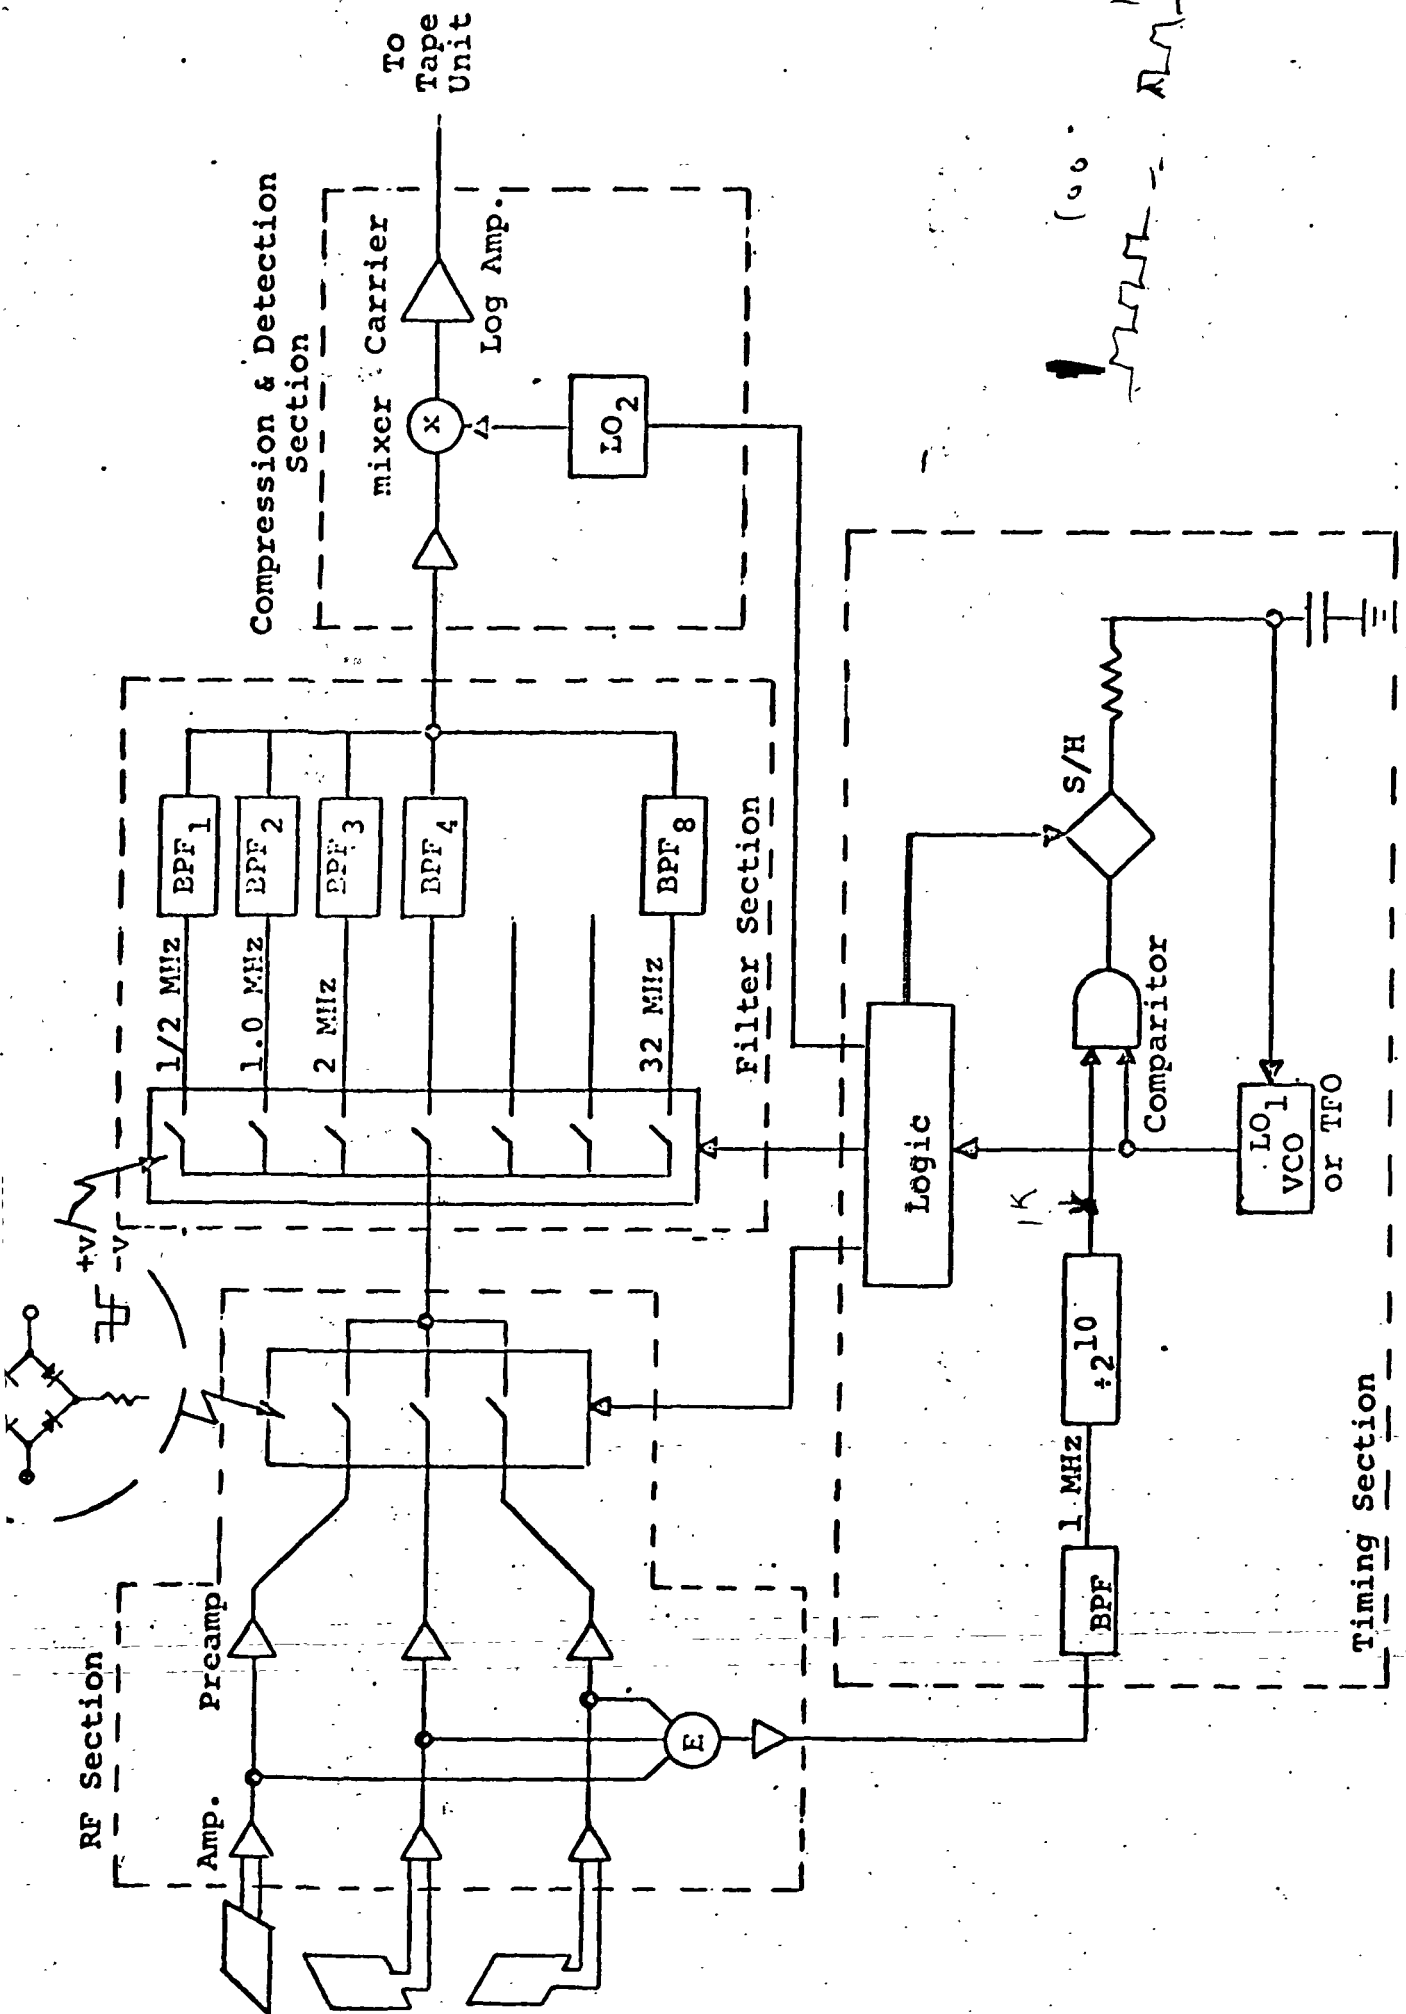 RF Section
Amp.
Preamp
E
+V
-V
1/2 MHz
1.0 MHz
2 MHz
32 MHz
BPF1
BPF2
BPF3
BPF4
BPF8
Filter Section
Compression & Detection
Section
mixer Carrier
Log Amp.
X
LO2
To
Tape
Unit
BPF
1 MHz
÷2^10
1K
Logic
Comparitor
S/H
LO1
VCO
or TFO
Timing Section